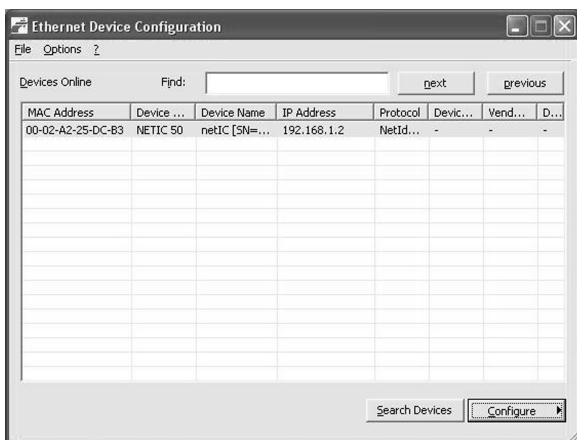 Ethernet Device Configuration
File Options ?
Devices Online Find: next previous
MAC Address Device ... Device Name IP Address Protocol Devic... Vend... D...
00-02-A2-25-DC-B3 NETIC 50 netIC [SN=... 192.168.1.2 NetId... - - -
Search Devices Configure